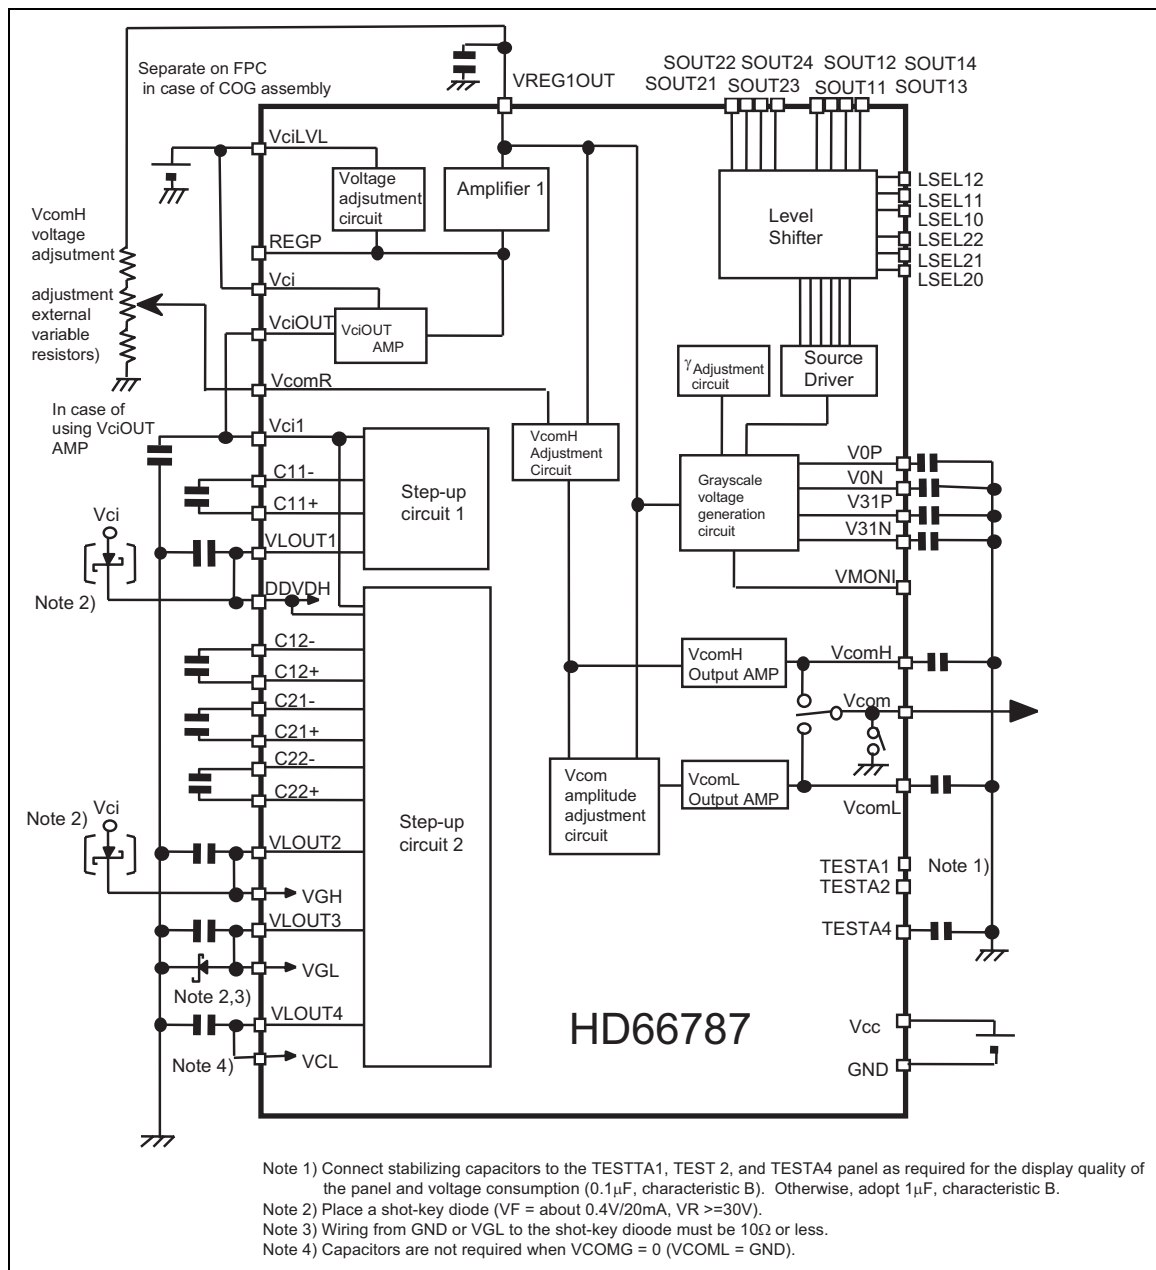 Separate on FPC
in case of COG assembly
VREG1OUT
SOUT22 SOUT24 SOUT12 SOUT14
SOUT21 SOUT23 SOUT11 SOUT13
VciLVL
Voltage
adjsutment
circuit
Amplifier 1
Level
Shifter
LSEL12
LSEL11
LSEL10
LSEL22
LSEL21
LSEL20
VcomH
voltage
adjsutment
adjustment
external
variable
resistors)
REGP
Vci
VciOUT
VciOUT
AMP
VcomR
γ Adjustment
circuit
Source
Driver
In case of
using VciOUT
AMP
Vci1
C11-
C11+
VLOUT1
DDVDH
Step-up
circuit 1
VcomH
Adjustment
Circuit
Grayscale
voltage
generation
circuit
V0P
V0N
V31P
V31N
VMONI
Vci
Note 2)
C12-
C12+
C21-
C21+
C22-
C22+
VcomH
Output AMP
VcomH
Vcom
Vcom
amplitude
adjustment
circuit
VcomL
Output AMP
VcomL
Vci
Note 2)
VLOUT2
VGH
VLOUT3
VGL
Note 2,3)
VLOUT4
VCL
Note 4)
Step-up
circuit 2
TESTA1 Note 1)
TESTA2
TESTA4
HD66787
Vcc
GND
Note 1) Connect stabilizing capacitors to the TESTTA1, TEST 2, and TESTA4 panel as required for the display quality of
the panel and voltage consumption (0.1µF, characteristic B). Otherwise, adopt 1µF, characteristic B.
Note 2) Place a shot-key diode (VF = about 0.4V/20mA, VR >=30V).
Note 3) Wiring from GND or VGL to the shot-key dioode must be 10Ω or less.
Note 4) Capacitors are not required when VCOMG = 0 (VCOML = GND).